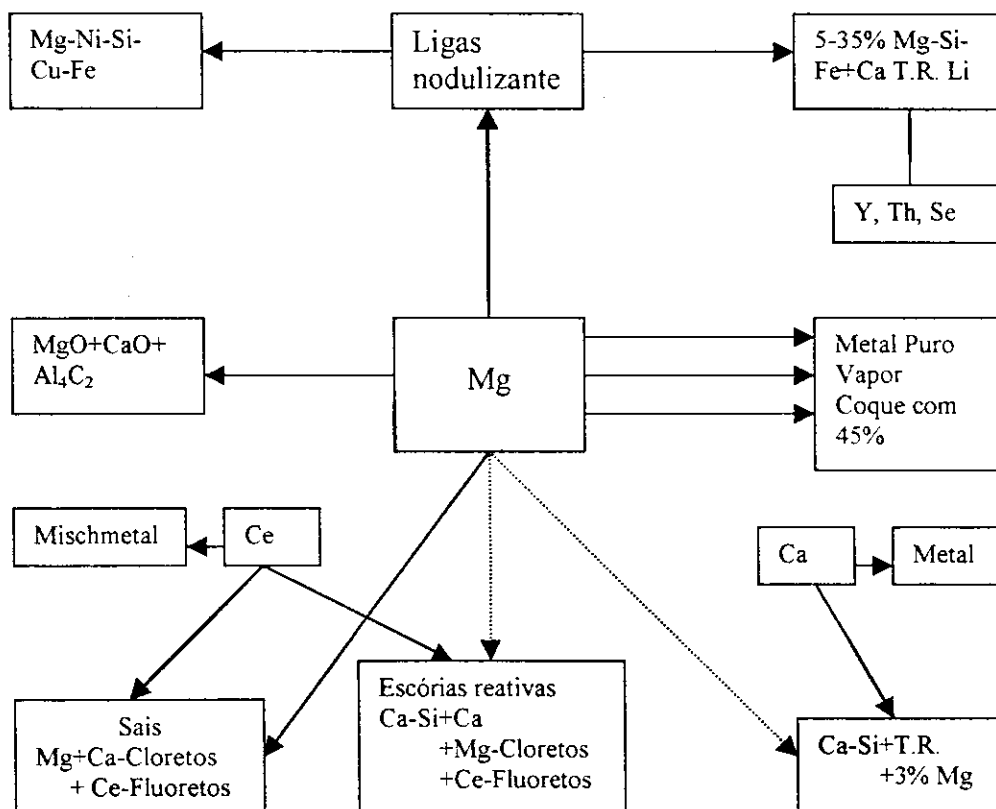 Mg-Ni-Si-
Cu-Fe
Ligas
nodulizante
5-35% Mg-Si-
Fe+Ca T.R. Li
Y, Th, Se
MgO+CaO+
Al₄C₂
Mg
Metal Puro
Vapor
Coque com
45%
Mischmetal
Ce
Ca
Metal
Sais
Mg+Ca-Cloretos
+ Ce-Fluoretos
Escórias reativas
Ca-Si+Ca
+Mg-Cloretos
+Ce-Fluoretos
Ca-Si+T.R.
+3% Mg